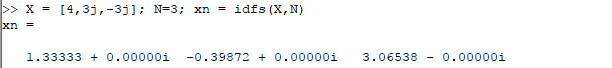 >> X = [4,3j,-3j]; N=3; xn = idfs(X,N)
xn =
1.33333 + 0.00000i  -0.39872 + 0.00000i   3.06538 - 0.00000i